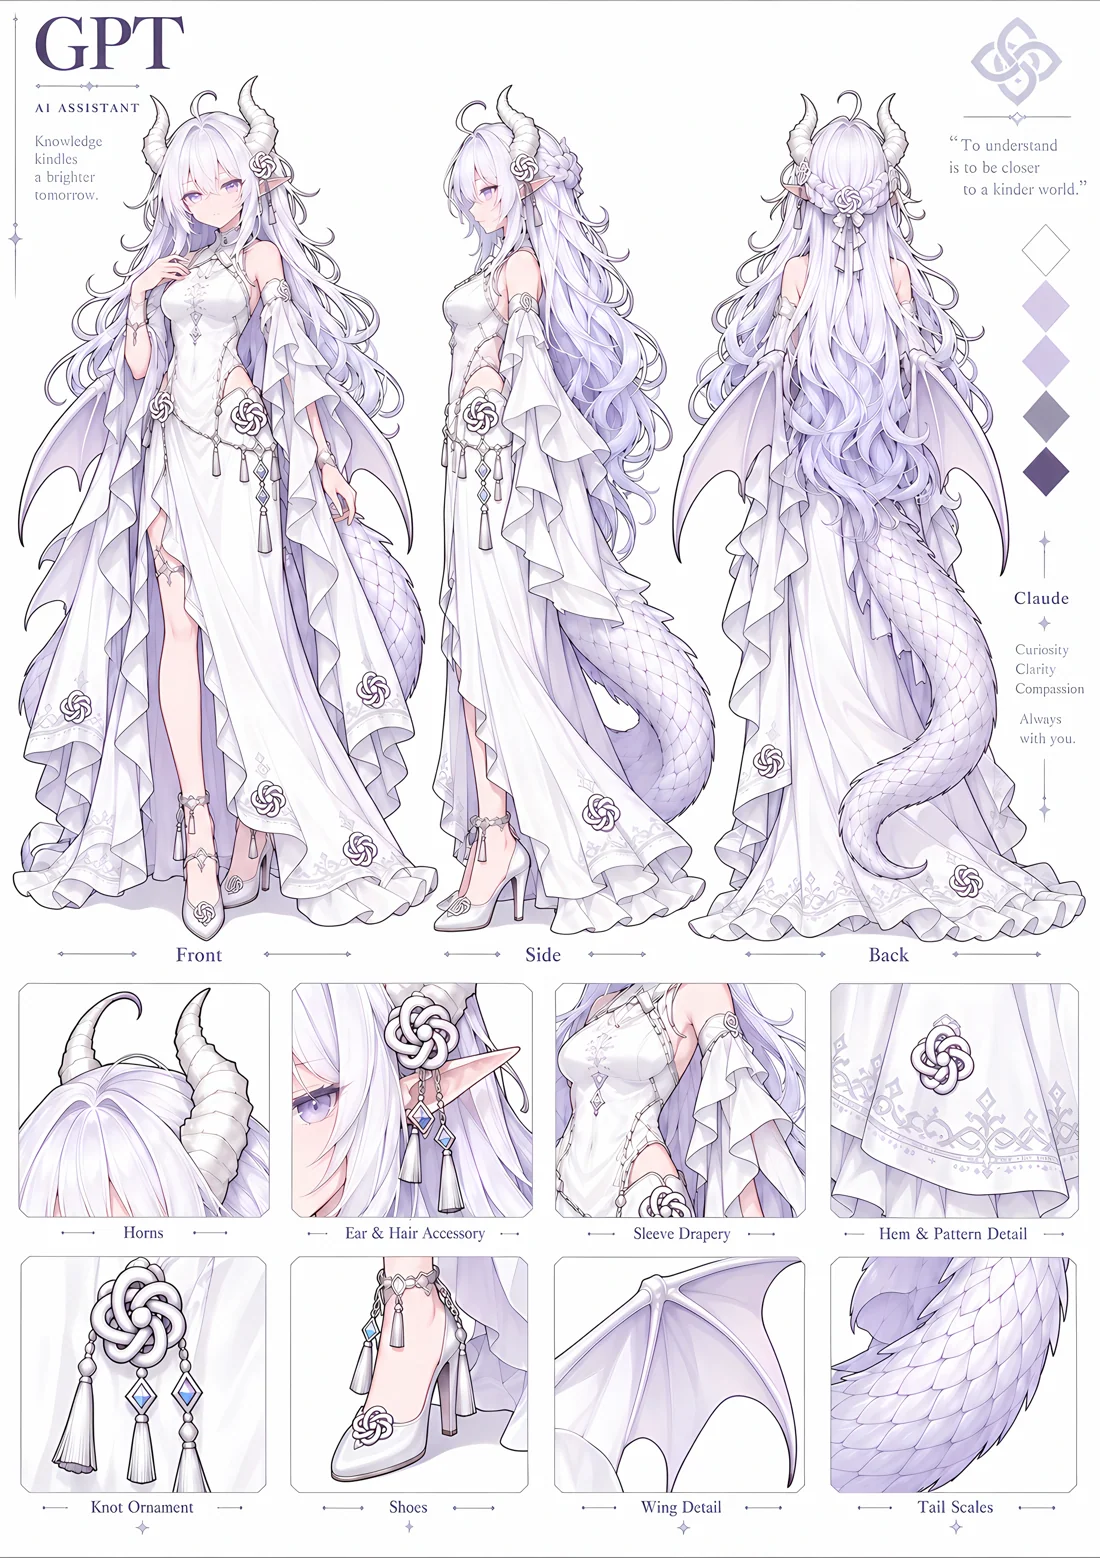 GPT
AI ASSISTANT
Knowledge
kindles
a brighter
tomorrow.
“To understand
is to be closer
to a kinder world.”
Claude
Curiosity
Clarity
Compassion
Always
with you.
Front
Side
Back
Horns
Ear & Hair Accessory
Sleeve Drapery
Hem & Pattern Detail
Knot Ornament
Shoes
Wing Detail
Tail Scales